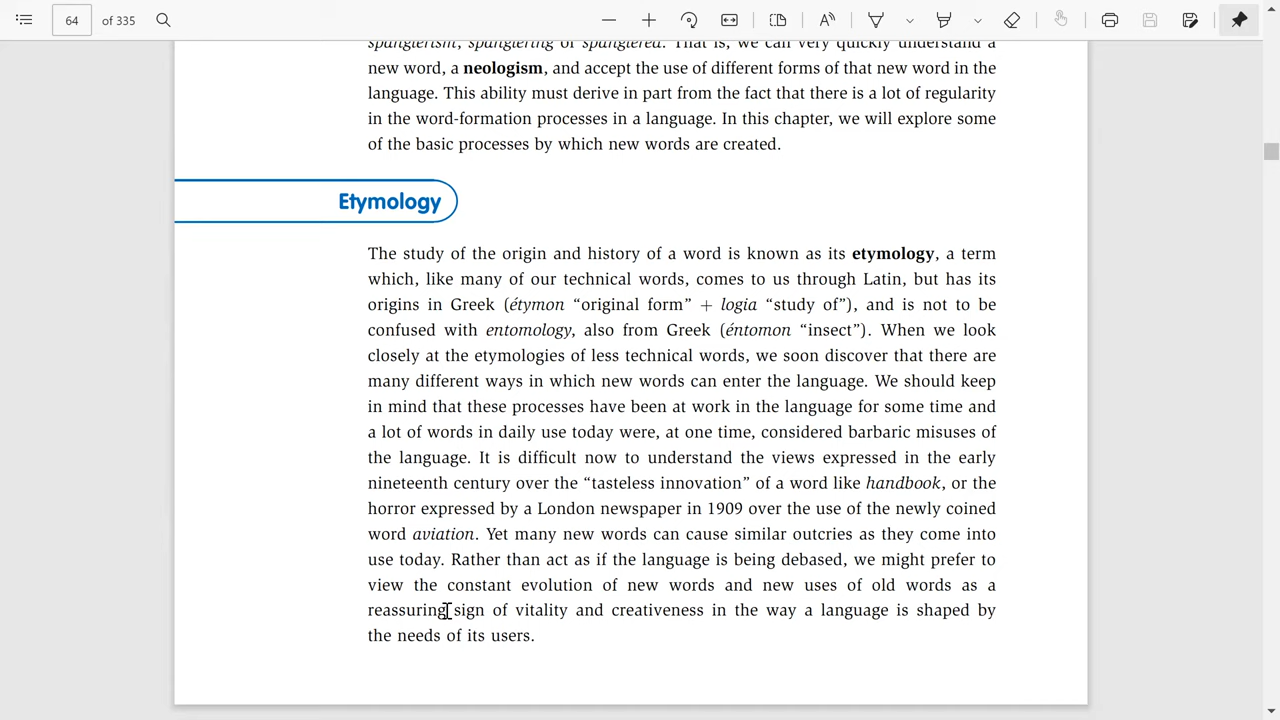 64 of 335
spanglerism, spanglering or spanglered. That is, we can very quickly understand a
new word, a neologism, and accept the use of different forms of that new word in the
language. This ability must derive in part from the fact that there is a lot of regularity
in the word-formation processes in a language. In this chapter, we will explore some
of the basic processes by which new words are created.
Etymology
The study of the origin and history of a word is known as its etymology, a term
which, like many of our technical words, comes to us through Latin, but has its
origins in Greek (étymon “original form” + logia “study of”), and is not to be
confused with entomology, also from Greek (éntomon “insect”). When we look
closely at the etymologies of less technical words, we soon discover that there are
many different ways in which new words can enter the language. We should keep
in mind that these processes have been at work in the language for some time and
a lot of words in daily use today were, at one time, considered barbaric misuses of
the language. It is difficult now to understand the views expressed in the early
nineteenth century over the “tasteless innovation” of a word like handbook, or the
horror expressed by a London newspaper in 1909 over the use of the newly coined
word aviation. Yet many new words can cause similar outcries as they come into
use today. Rather than act as if the language is being debased, we might prefer to
view the constant evolution of new words and new uses of old words as a
reassuring sign of vitality and creativeness in the way a language is shaped by
the needs of its users.